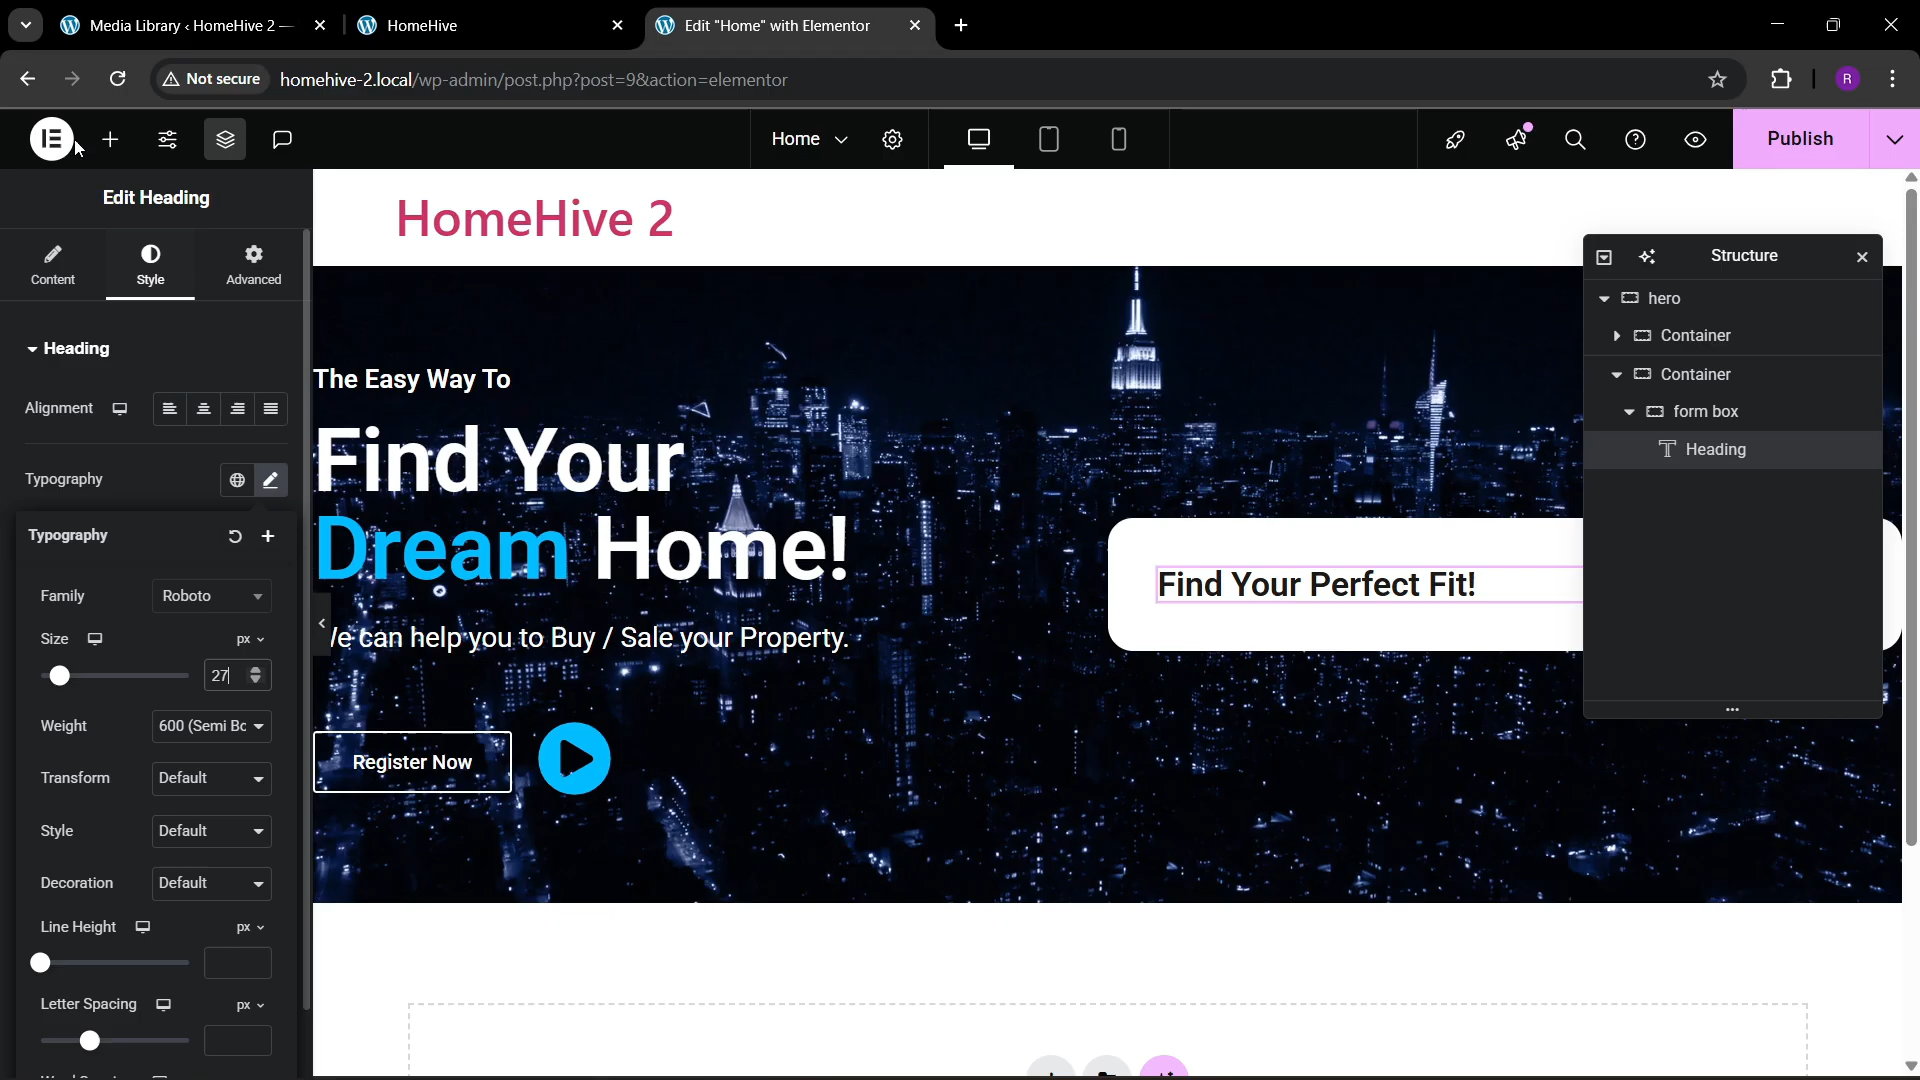 Media Library ‹ HomeHive 2 —
HomeHive
Edit "Home" with Elementor
Not secure
homehive-2.local/wp-admin/post.php?post=9&action=elementor
R
Home
Publish
Edit Heading
Content
Style
Advanced
Heading
Alignment
Typography
Typography
Family
Roboto
Size
px
27
Weight
600 (Semi Bc
Transform
Default
Style
Default
Decoration
Default
Line Height
px
Letter Spacing
px
HomeHive 2
The Easy Way To
Find Your
Dream Home!
e can help you to Buy / Sale your Property.
Register Now
Find Your Perfect Fit!
Structure
hero
Container
Container
form box
Heading